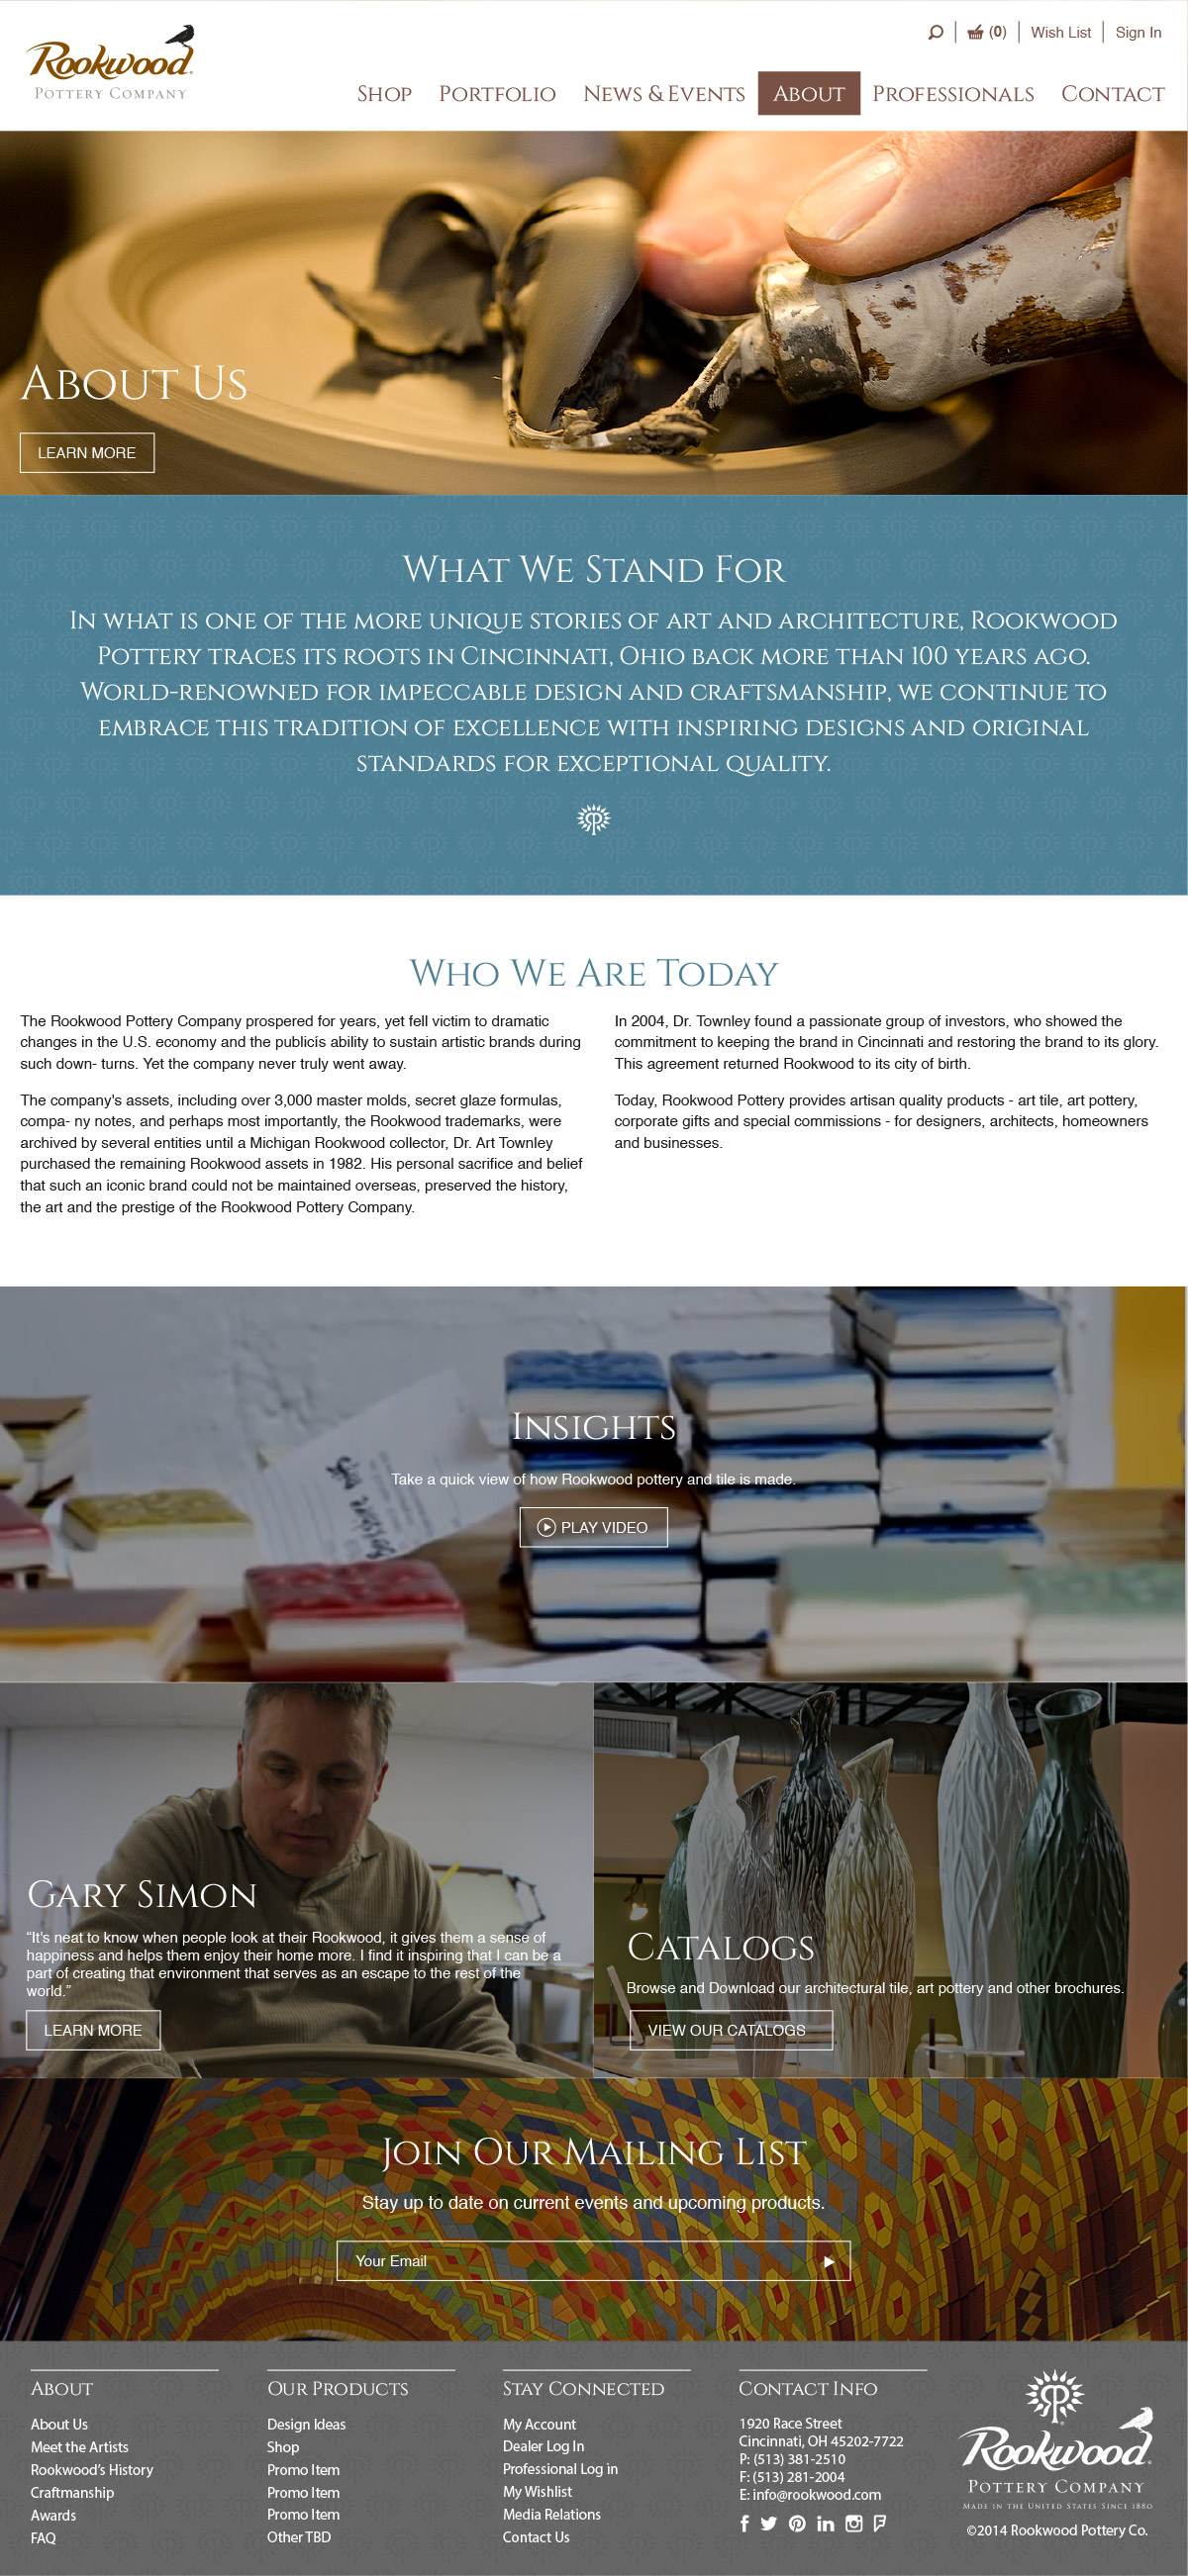 Rookwood
Pottery Company
(0)
Wish List
Sign In
Shop
Portfolio
News & Events
About
Professionals
Contact
About Us
LEARN MORE
What We Stand For
In what is one of the more unique stories of art and architecture, Rookwood
Pottery traces its roots in Cincinnati, Ohio back more than 100 years ago.
World-renowned for impeccable design and craftsmanship, we continue to
embrace this tradition of excellence with inspiring designs and original
standards for exceptional quality.
Who We Are Today
The Rookwood Pottery Company prospered for years, yet fell victim to dramatic
changes in the U.S. economy and the publicís ability to sustain artistic brands during
such down- turns. Yet the company never truly went away.
The company's assets, including over 3,000 master molds, secret glaze formulas,
compa- ny notes, and perhaps most importantly, the Rookwood trademarks, were
archived by several entities until a Michigan Rookwood collector, Dr. Art Townley
purchased the remaining Rookwood assets in 1982. His personal sacrifice and belief
that such an iconic brand could not be maintained overseas, preserved the history,
the art and the prestige of the Rookwood Pottery Company.
In 2004, Dr. Townley found a passionate group of investors, who showed the
commitment to keeping the brand in Cincinnati and restoring the brand to its glory.
This agreement returned Rookwood to its city of birth.
Today, Rookwood Pottery provides artisan quality products - art tile, art pottery,
corporate gifts and special commissions - for designers, architects, homeowners
and businesses.
Insights
Take a quick view of how Rookwood pottery and tile is made.
PLAY VIDEO
Gary Simon
“It’s neat to know when people look at their Rookwood, it gives them a sense of
happiness and helps them enjoy their home more. I find it inspiring that I can be a
part of creating that environment that serves as an escape to the rest of the
world.”
LEARN MORE
Catalogs
Browse and Download our architectural tile, art pottery and other brochures.
VIEW OUR CATALOGS
Join Our Mailing List
Stay up to date on current events and upcoming products.
Your Email
About
About Us
Meet the Artists
Rookwood’s History
Craftmanship
Awards
FAQ
Our Products
Design Ideas
Shop
Promo Item
Promo Item
Promo Item
Other TBD
Stay Connected
My Account
Dealer Log In
Professional Log in
My Wishlist
Media Relations
Contact Us
Contact Info
1920 Race Street
Cincinnati, OH 45202-7722
P: (513) 381-2510
F: (513) 281-2004
E: info@rookwood.com
Rookwood
Pottery Company
Made in the United States Since 1880
©2014 Rookwood Pottery Co.